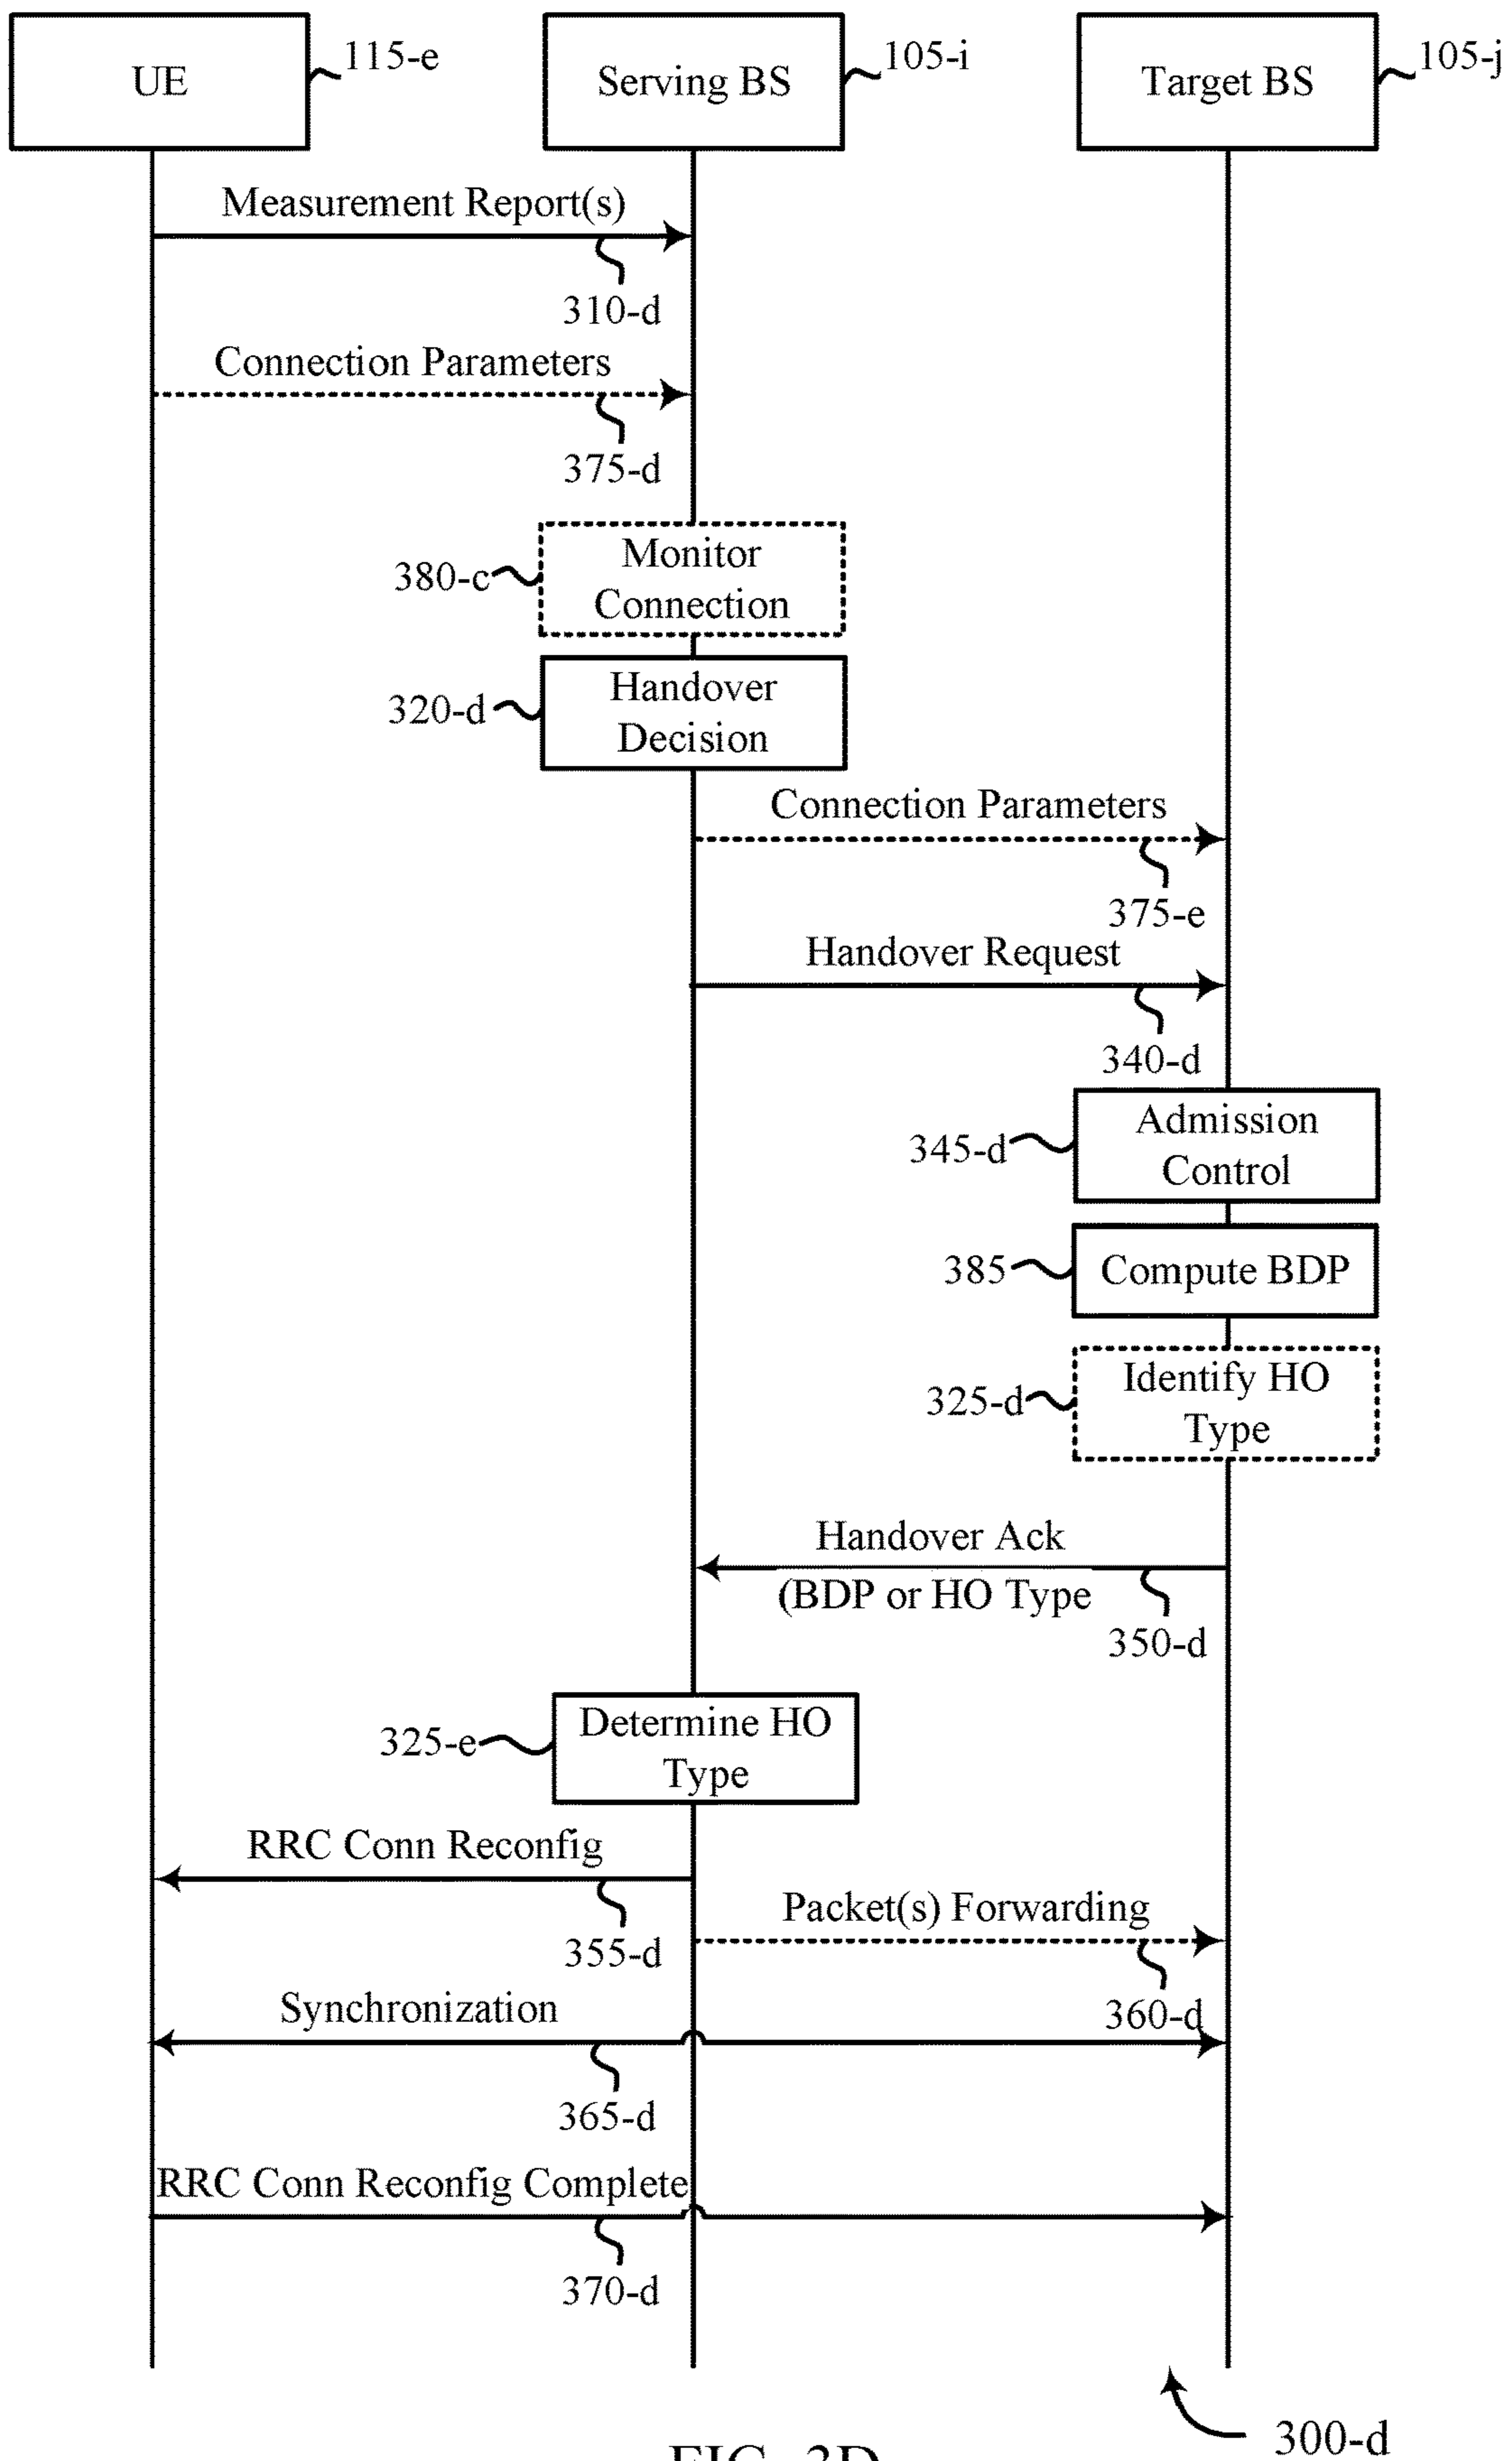 UE
115-e
Serving BS
105-i
Target BS
105-j
Measurement Report(s)
310-d
Connection Parameters
375-d
Monitor
Connection
380-c
Handover
Decision
320-d
Connection Parameters
375-e
Handover Request
340-d
Admission
Control
345-d
Compute BDP
385
Identify HO
Type
325-d
Handover Ack
(BDP or HO Type
350-d
Determine HO
Type
325-e
RRC Conn Reconfig
355-d
Packet(s) Forwarding
360-d
Synchronization
365-d
RRC Conn Reconfig Complete
370-d
300-d
FIG. 3D